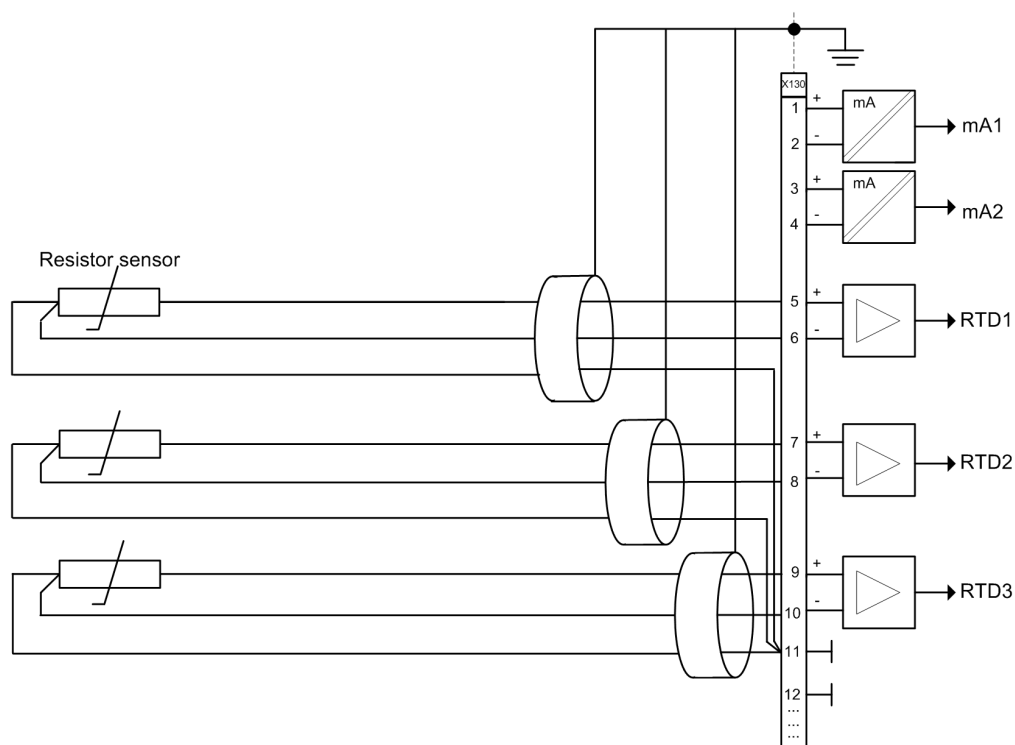 X130
1 + mA
mA1
2 -
3 + mA
mA2
4 -
Resistor sensor
5 +
RTD1
6 -
7 +
RTD2
8 -
9 +
RTD3
10 -
11
12
...
...
...